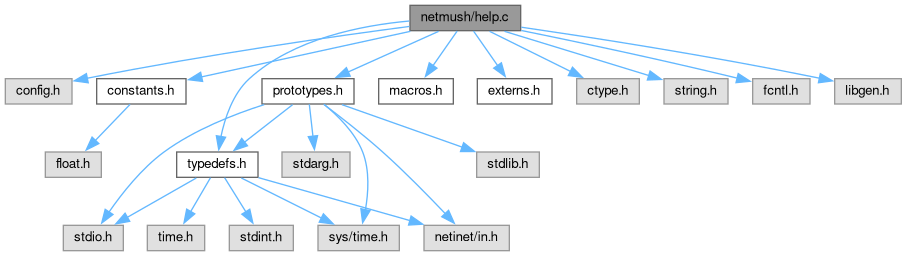 netmush/help.c
config.h
constants.h
prototypes.h
macros.h
externs.h
ctype.h
string.h
fcntl.h
libgen.h
float.h
typedefs.h
stdarg.h
stdlib.h
stdio.h
time.h
stdint.h
sys/time.h
netinet/in.h